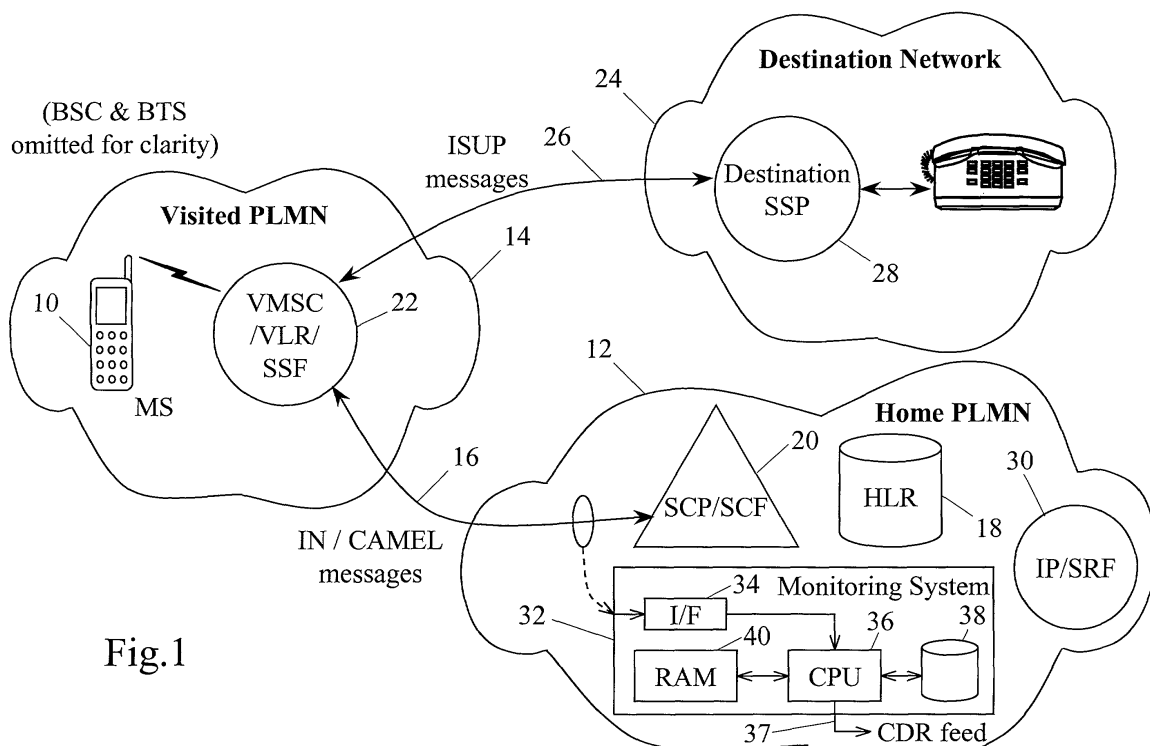 Destination Network
24
(BSC & BTS
omitted for clarity)
ISUP
messages
26
Destination
SSP
28
Visited PLMN
14
10
VMSC
/VLR/
SSF
22
MS
12
Home PLMN
16
20
SCP/SCF
HLR
18
30
IP/SRF
IN / CAMEL
messages
Monitoring System
32
34
I/F
40
RAM
36
CPU
38
37
CDR feed
Fig.1